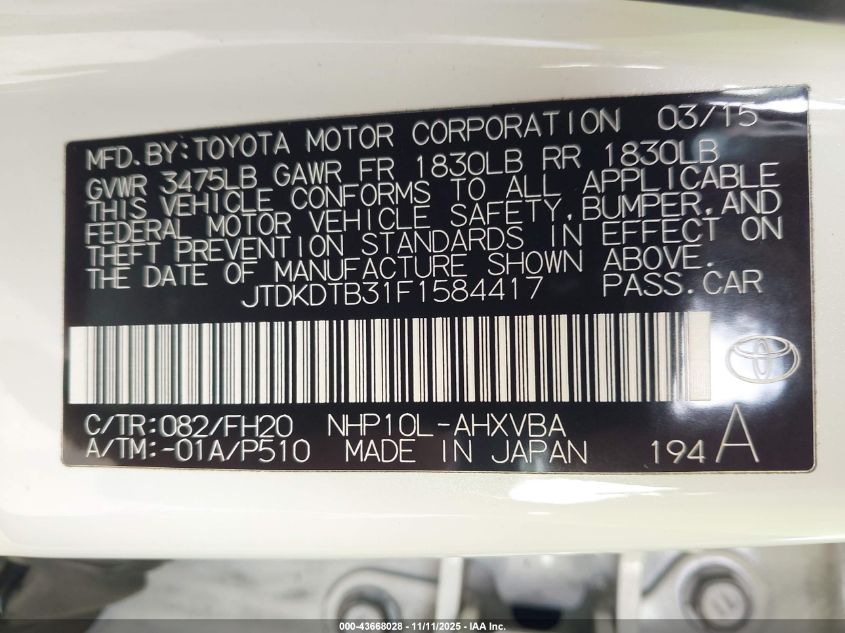 MFD.BY:TOYOTA MOTOR CORPORATION 03/15
GVWR 3475LB GAWR FR 1830LB RR 1830LB
THIS VEHICLE CONFORMS TO ALL APPLICABLE
FEDERAL MOTOR VEHICLE SAFETY,BUMPER,AND
THEFT PREVENTION STANDARDS IN EFFECT ON
THE DATE OF MANUFACTURE SHOWN ABOVE.
JTDKDTB31F1584417 PASS.CAR
C/TR:082/FH20 NHP10L-AHXVBA
A/TM:-01A/P510 MADE IN JAPAN 194 A
000-43668028 - 11/11/2025 - IAA Inc.